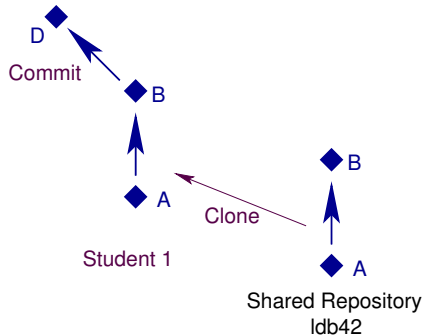 D
Commit
B
A
B
Clone
Student 1
A
Shared Repository
ldb42